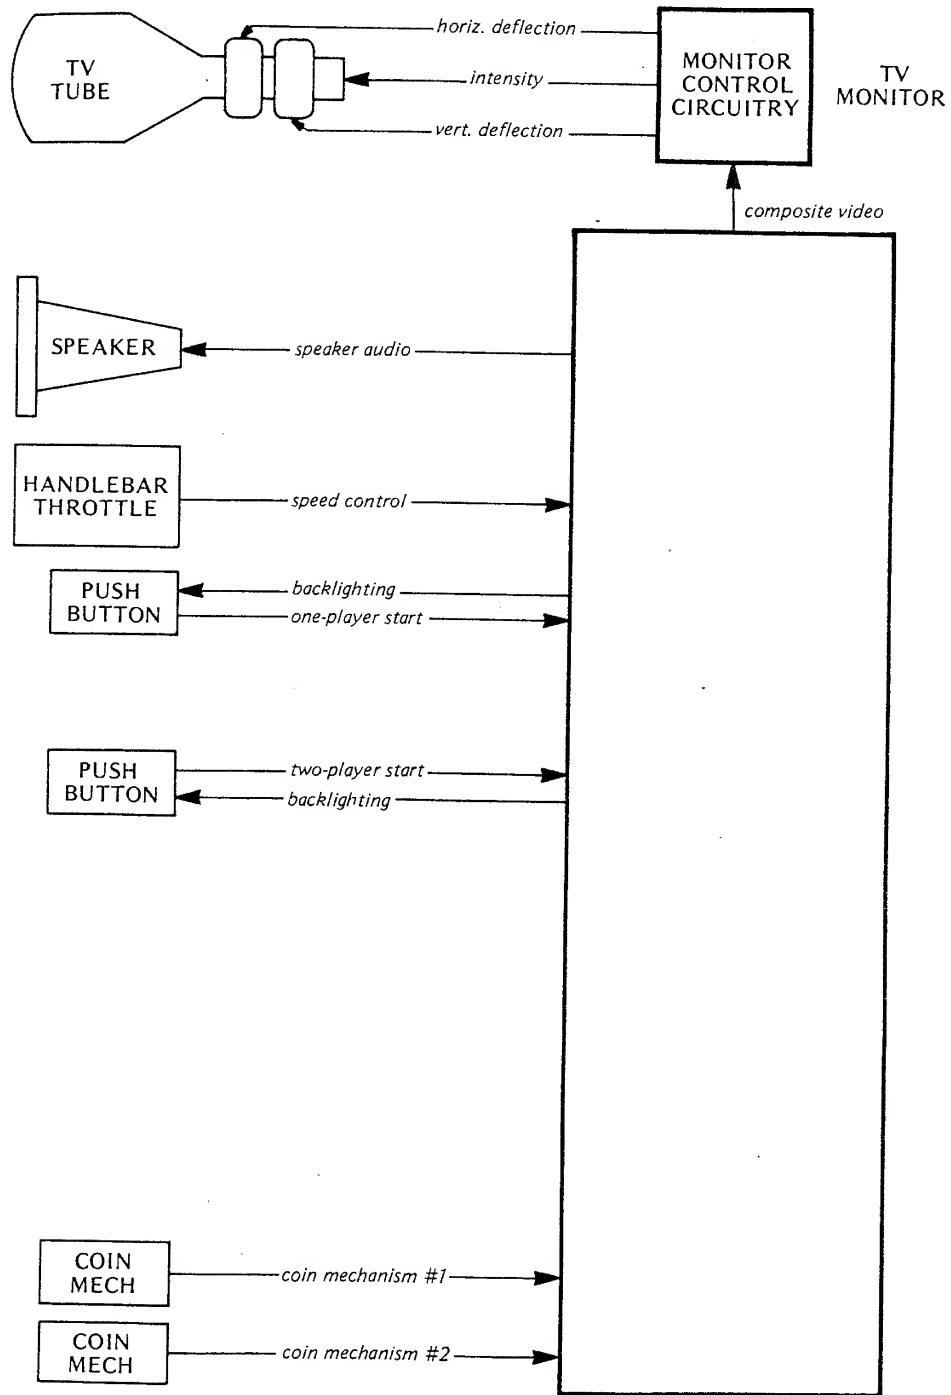 horiz. deflection
TV
TUBE
intensity
vert. deflection
MONITOR
CONTROL
CIRCUITRY
TV
MONITOR
composite video
SPEAKER
speaker audio
HANDLEBAR
THROTTLE
speed control
PUSH
BUTTON
backlighting
one-player start
PUSH
BUTTON
two-player start
backlighting
COIN
MECH
coin mechanism #1
COIN
MECH
coin mechanism #2